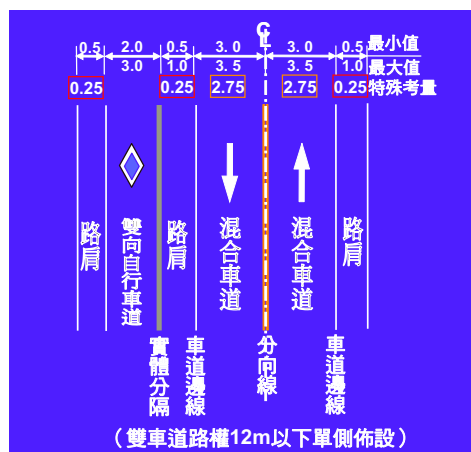 CL
0.5 2.0 0.5 3.0 3.0 0.5 最小值
3.0 1.0 3.5 3.5 1.0 最大值
0.25 0.25 2.75 2.75 0.25 特殊考量
路肩
雙向自行車道
路肩
混合車道
混合車道
路肩
實體分隔
車道邊線
分向線
車道邊線
（雙車道路權12m以下單側佈設）